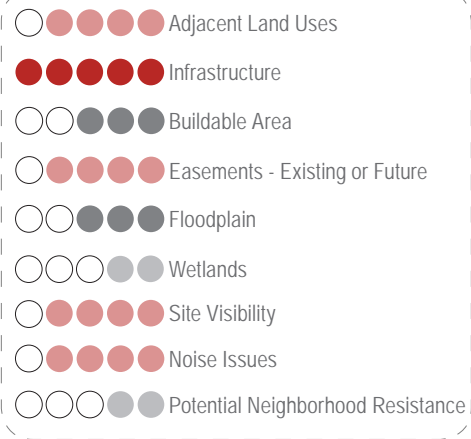 Adjacent Land Uses
Infrastructure
Buildable Area
Easements - Existing or Future
Floodplain
Wetlands
Site Visibility
Noise Issues
Potential Neighborhood Resistance